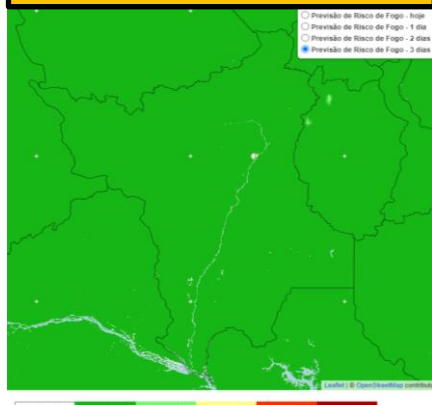 Previsão de Risco de Fogo - hoje
Previsão de Risco de Fogo - 1 dia
Previsão de Risco de Fogo - 2 dias
Previsão de Risco de Fogo - 3 dias
Leaflet | © OpenStreetMap contributo